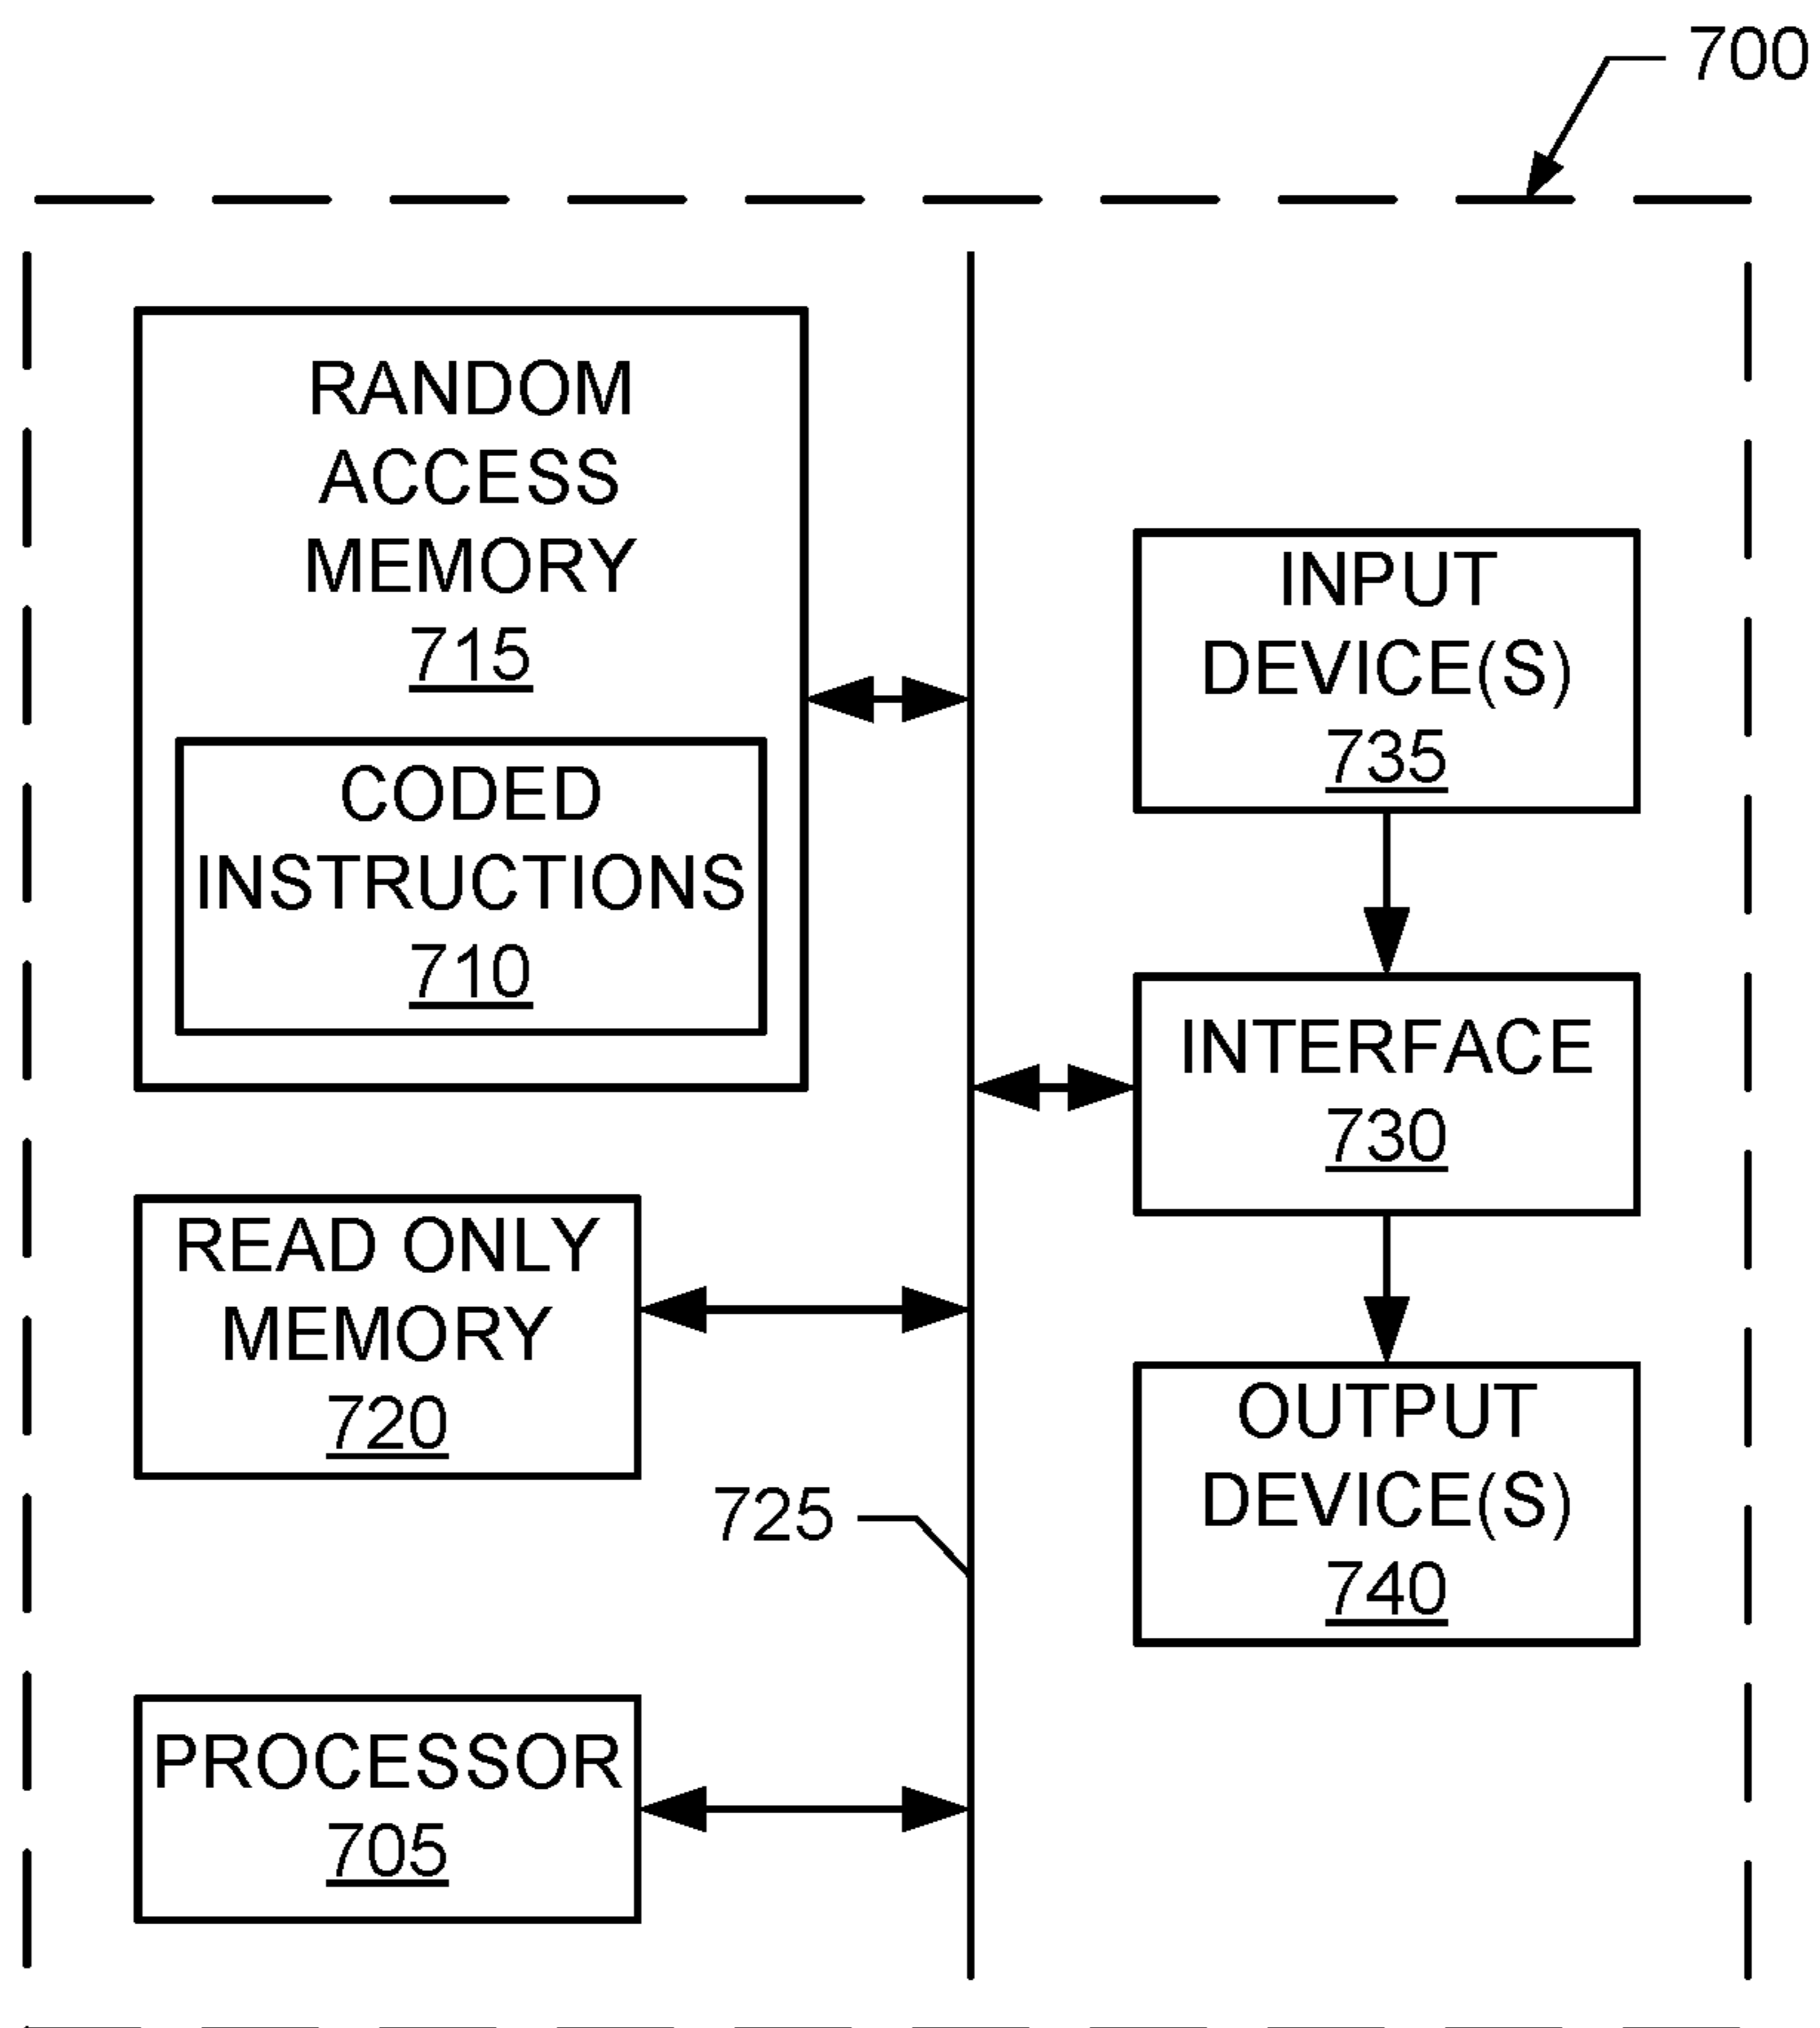 700
RANDOM
ACCESS
MEMORY
715
CODED
INSTRUCTIONS
710
INPUT
DEVICE(S)
735
INTERFACE
730
READ ONLY
MEMORY
720
725
OUTPUT
DEVICE(S)
740
PROCESSOR
705